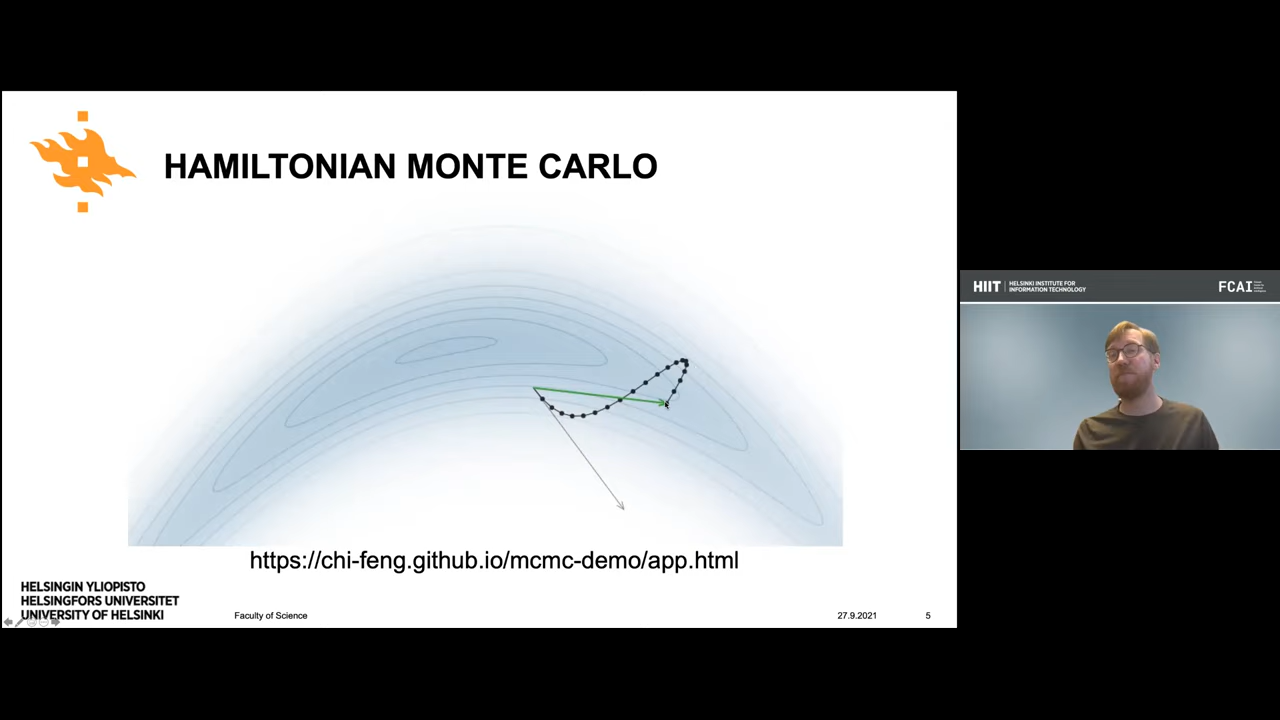 HAMILTONIAN MONTE CARLO
https://chi-feng.github.io/mcmc-demo/app.html
HELSINGIN YLIOPISTO
HELSINGFORS UNIVERSITET
UNIVERSITY OF HELSINKI
Faculty of Science
27.9.2021
5
HIIT
HELSINKI INSTITUTE FOR
INFORMATION TECHNOLOGY
FCAI